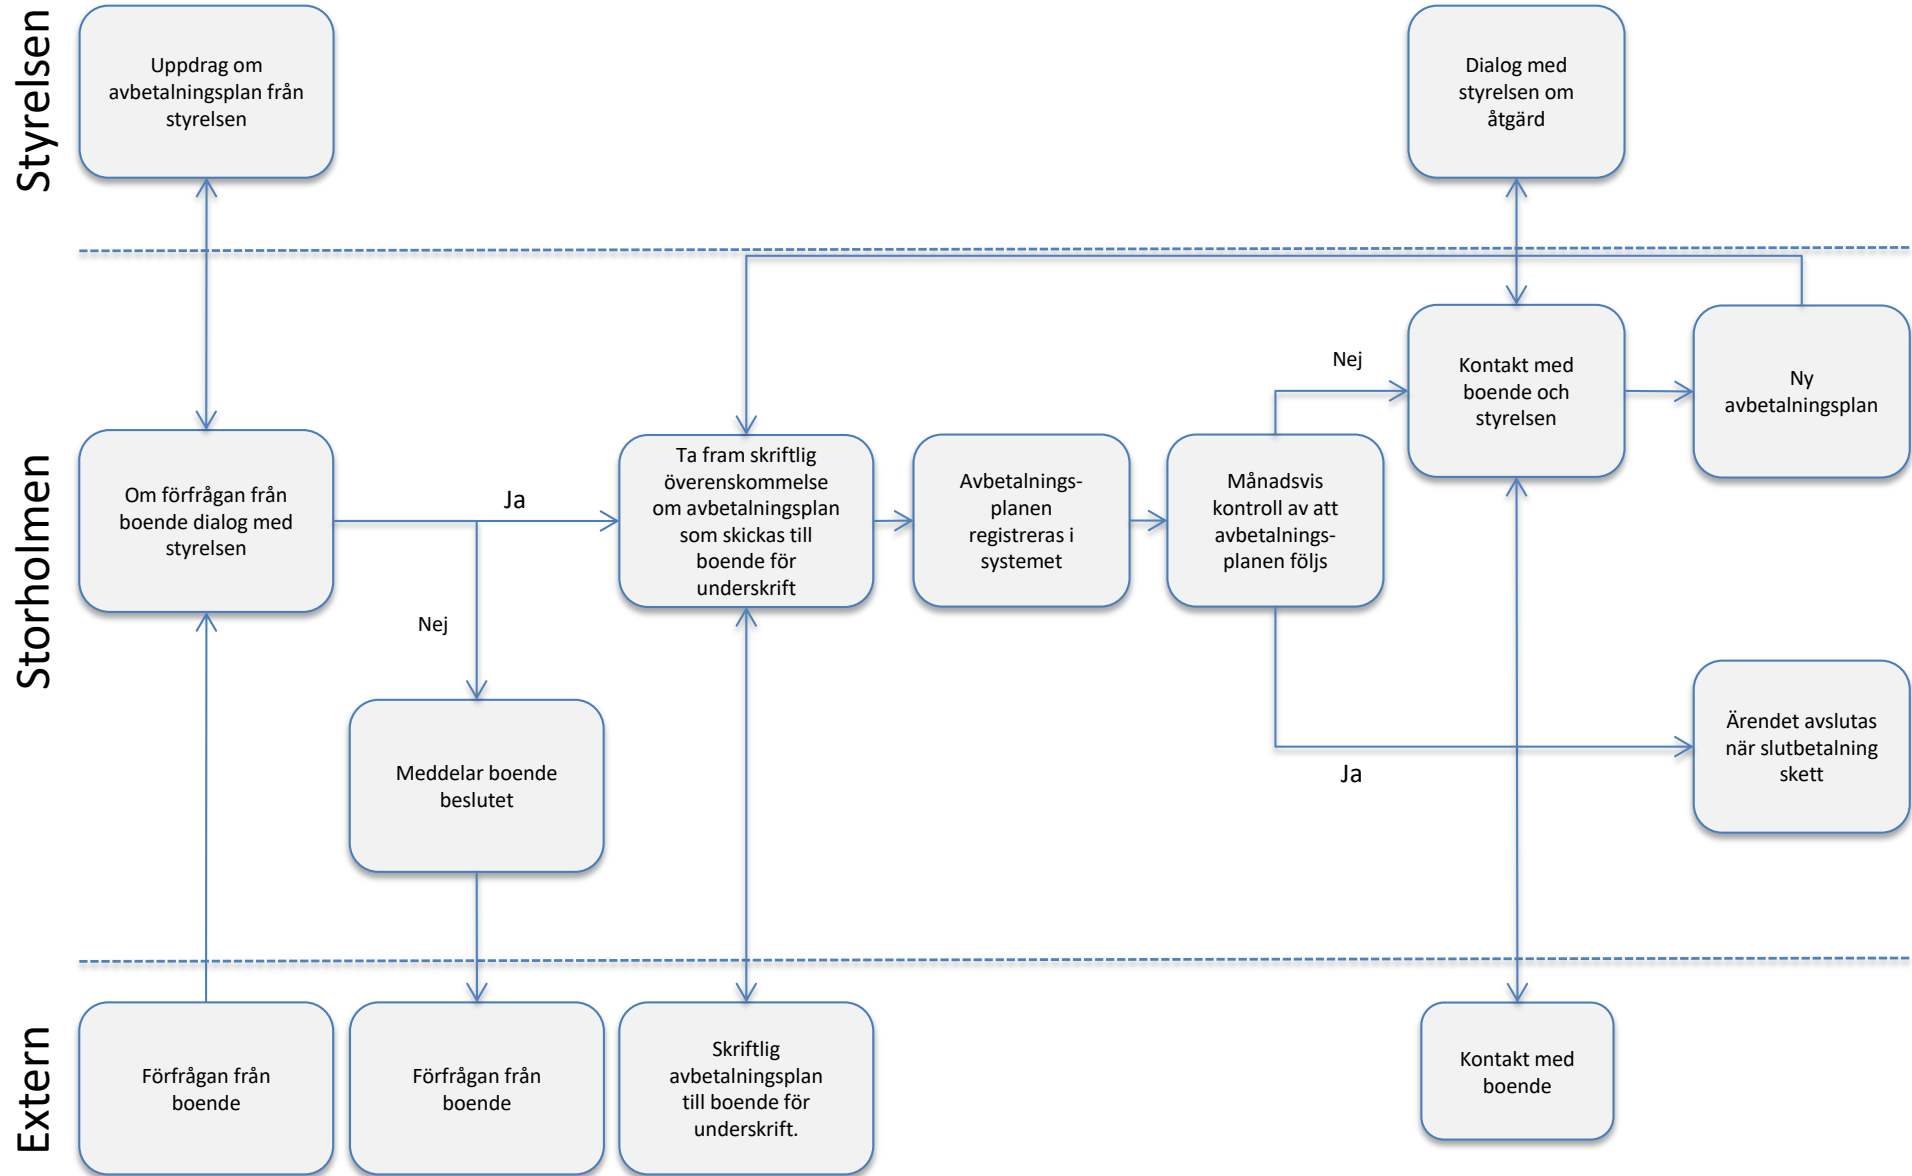 Styrelsen
Uppdrag om
avbetalningsplan från
styrelsen
Dialog med
styrelsen om
åtgärd
Storholmen
Om förfrågan från
boende dialog med
styrelsen
Ja
Nej
Meddelar boende
beslutet
Ta fram skriftlig
överenskommelse
om avbetalningsplan
som skickas till
boende för
underskrift
Avbetalnings-
planen
registreras i
systemet
Månadsvis
kontroll av att
avbetalnings-
planen följs
Nej
Kontakt med
boende och
styrelsen
Ny
avbetalningsplan
Ja
Ärendet avslutas
när slutbetalning
skett
Extern
Förfrågan från
boende
Förfrågan från
boende
Skriftlig
avbetalningsplan
till boende för
underskrift.
Kontakt med
boende